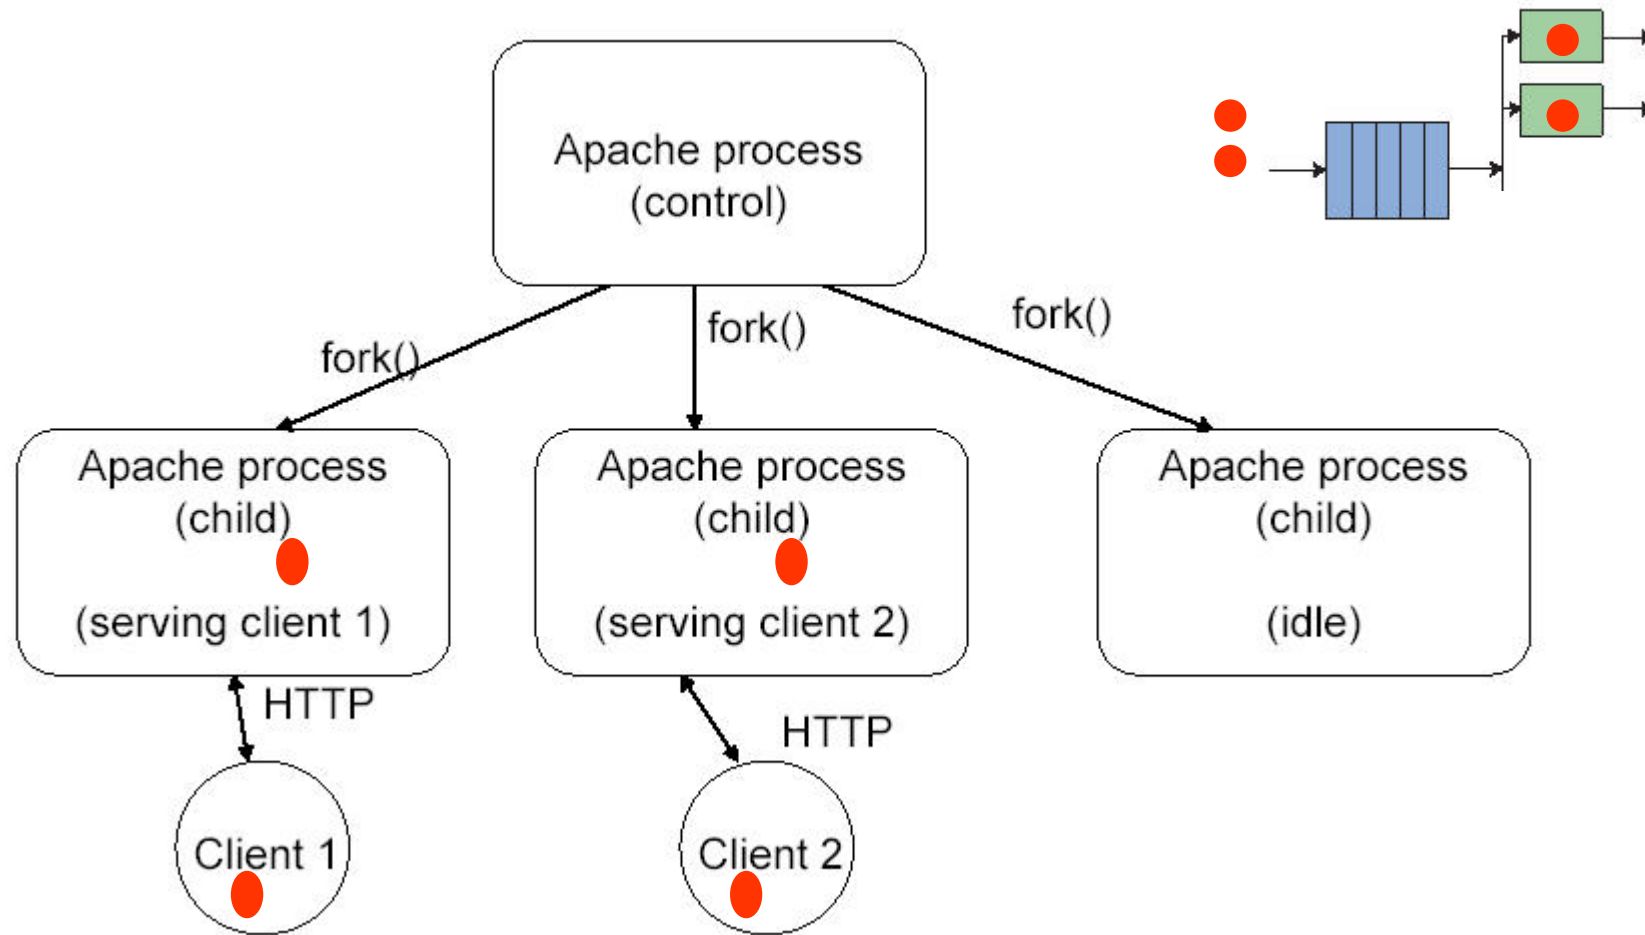 Apache process
(control)
fork()
fork()
fork()
Apache process
(child)
(serving client 1)
Apache process
(child)
(serving client 2)
Apache process
(child)
(idle)
HTTP
HTTP
Client 1
Client 2